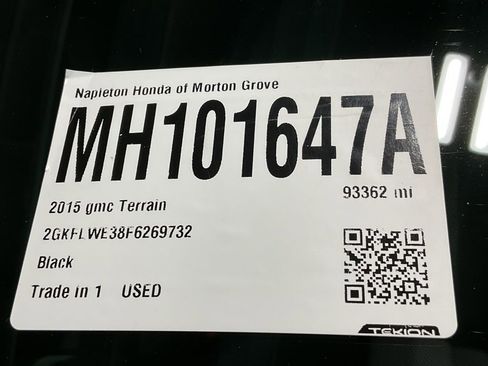 Napleton Honda of Morton Grove
MH101647A
93362 mi
2015 gmc Terrain
2GKFLWE38F6269732
Black
Trade in 1 USED
TEKION